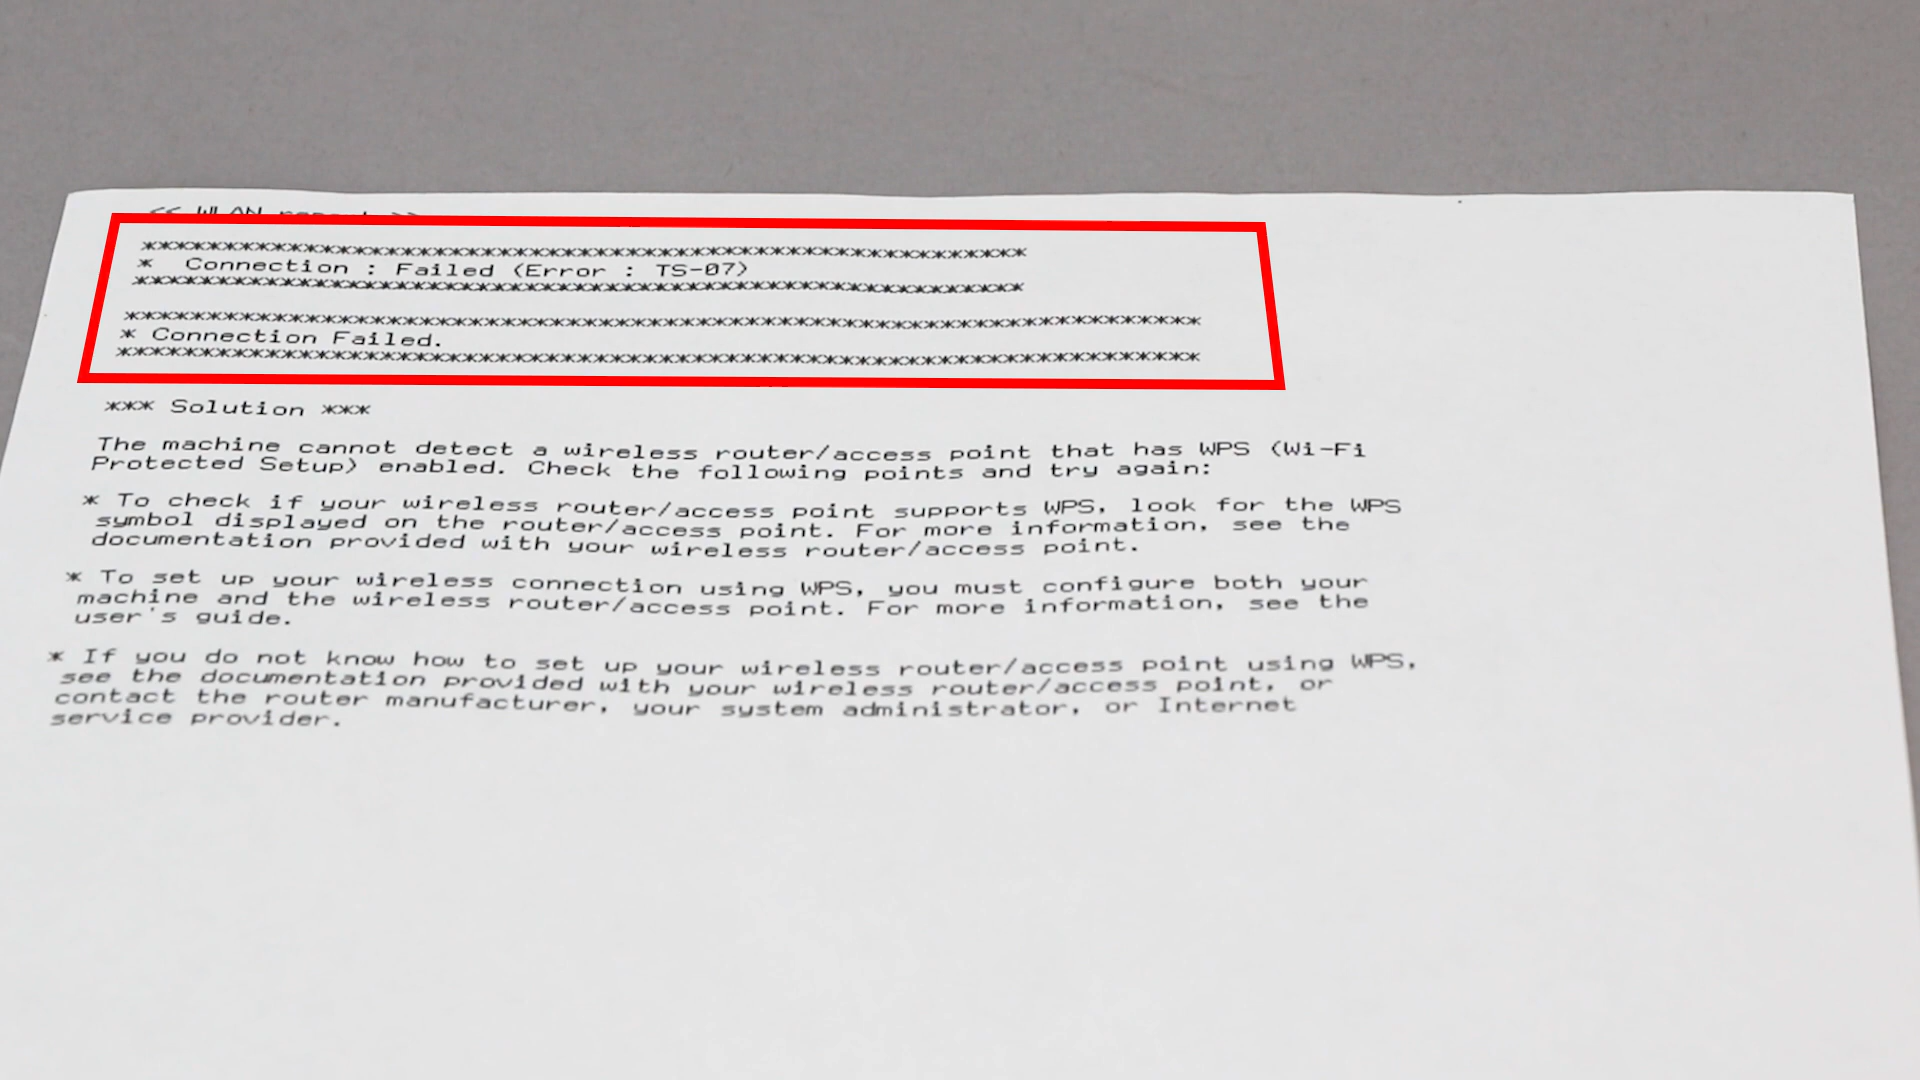 << WLAN report >>
*******************************************************
*  Connection : Failed (Error : TS-07)
*******************************************************
******************************************************************
* Connection Failed.
******************************************************************
*** Solution ***
The machine cannot detect a wireless router/access point that has WPS (Wi-Fi
Protected Setup) enabled. Check the following points and try again:
* To check if your wireless router/access point supports WPS, look for the WPS
symbol displayed on the router/access point. For more information, see the
documentation provided with your wireless router/access point.
* To set up your wireless connection using WPS, you must configure both your
machine and the wireless router/access point. For more information, see the
user's guide.
* If you do not know how to set up your wireless router/access point using WPS,
see the documentation provided with your wireless router/access point, or
contact the router manufacturer, your system administrator, or Internet
service provider.